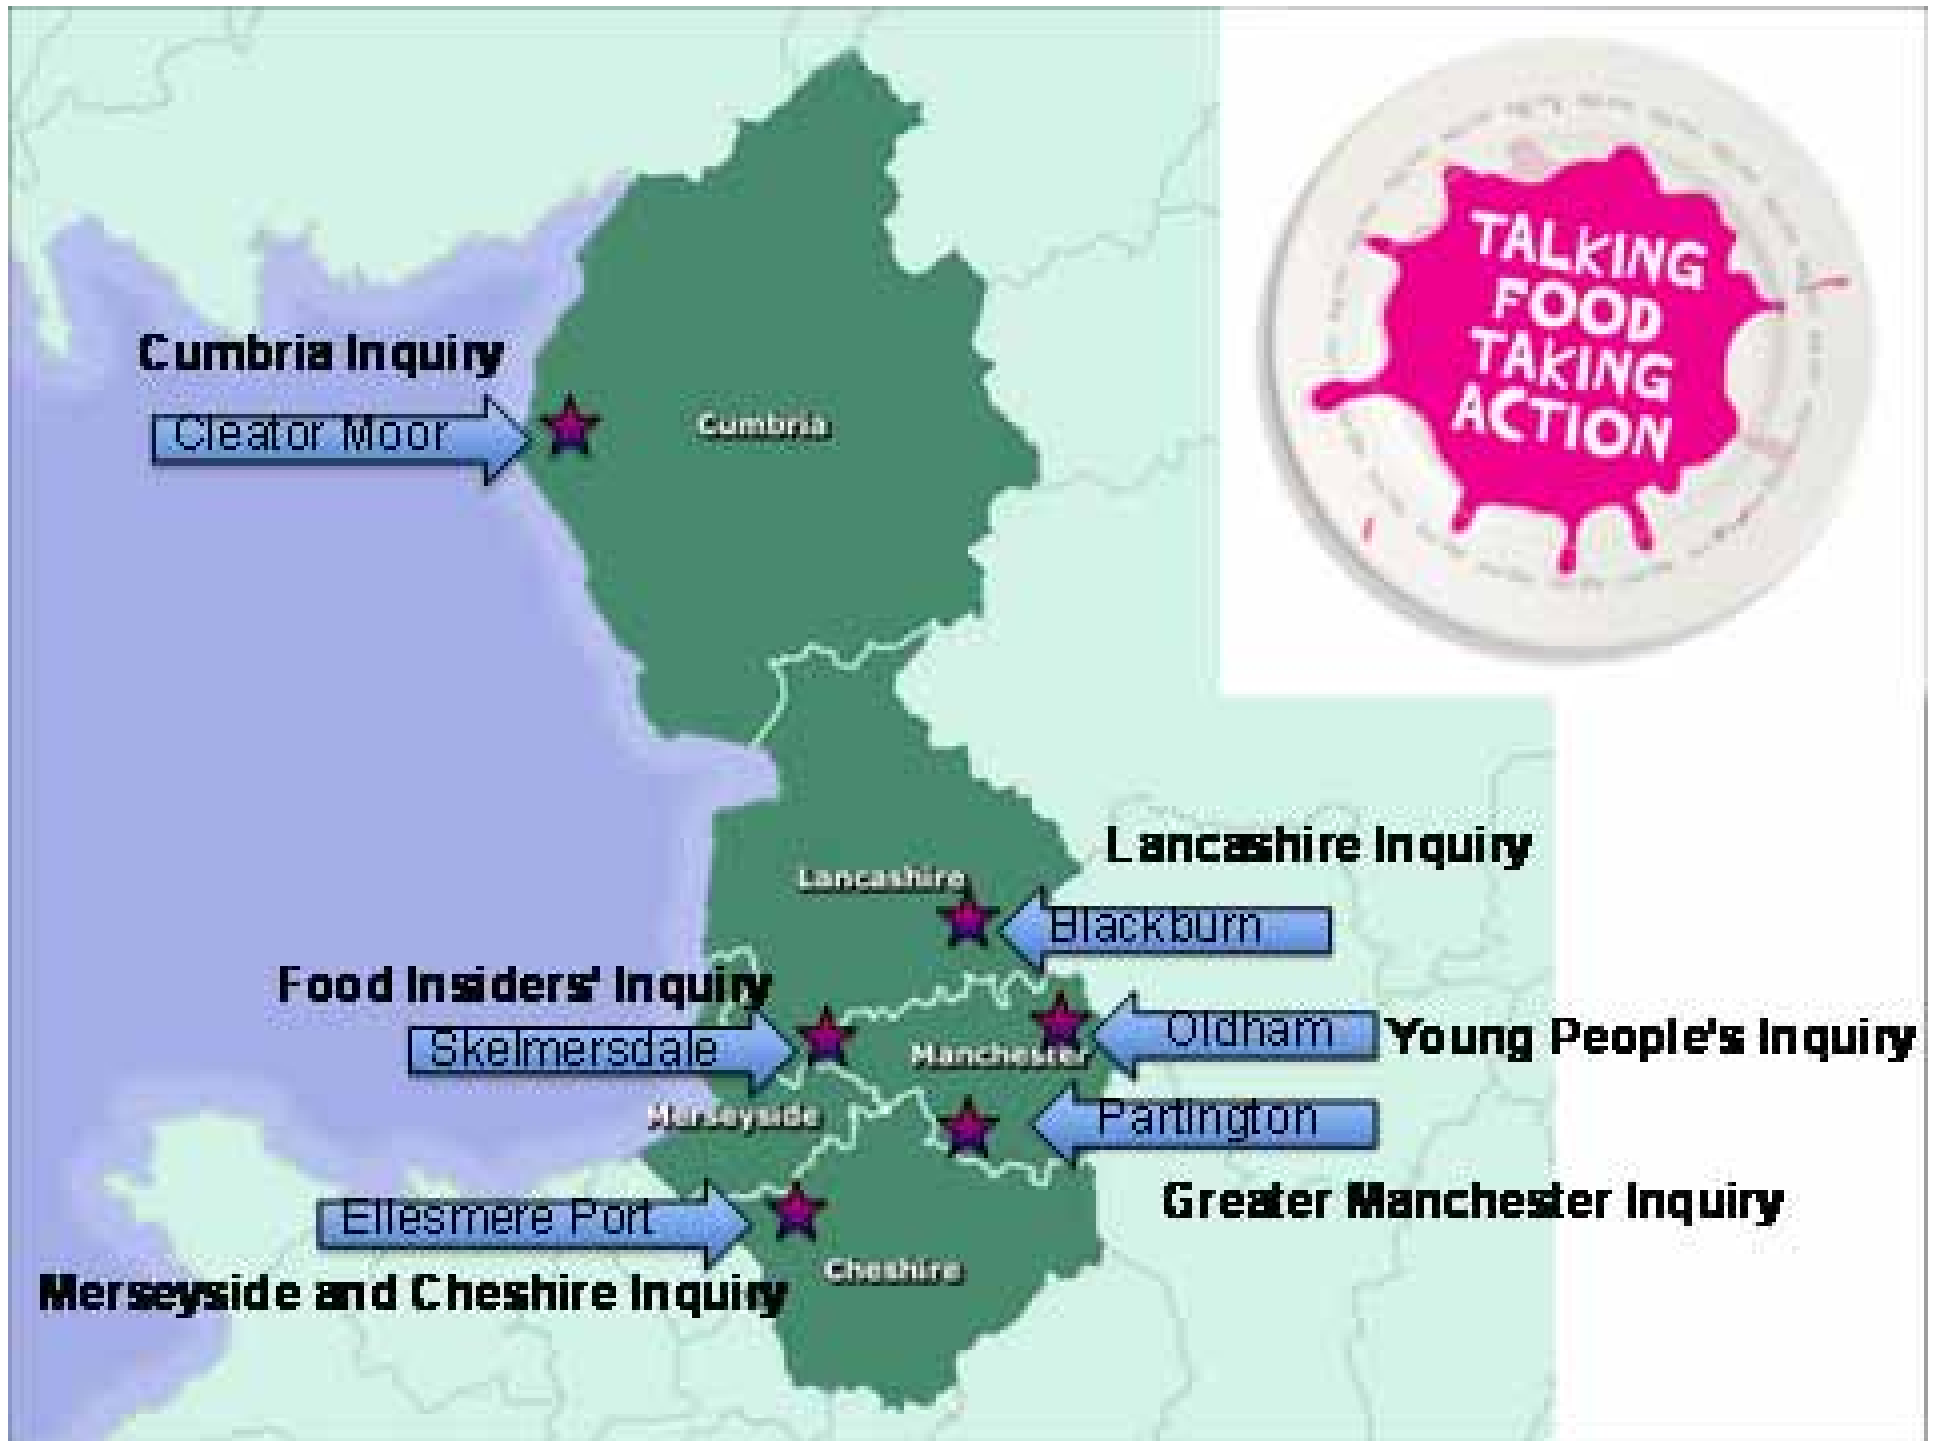 TALKING
FOOD
TAKING
ACTION
Cumbria Inquiry
Cleator Moor
Cumbria
Lancashire Inquiry
Lancashire
Blackburn
Food Insiders' Inquiry
Skelmersdale
Oldham
Young People's Inquiry
Manchester
Merseyside
Partington
Greater Manchester Inquiry
Ellesmere Port
Cheshire
Merseyside and Cheshire Inquiry